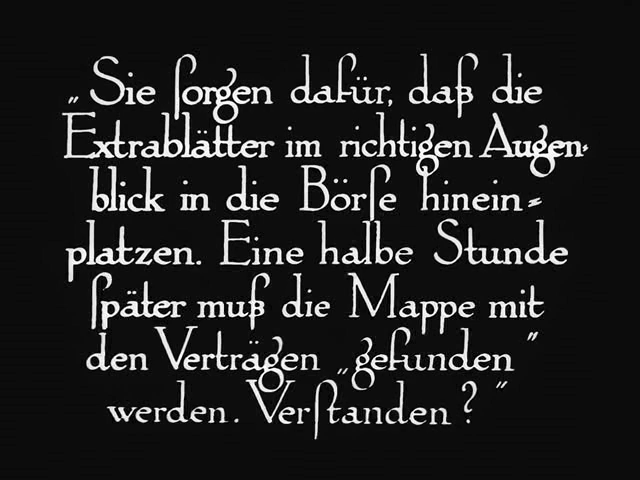 „Sie ſorgen dafür, daß die
Extrablätter im richtigen Augen-
blick in die Börſe hinein=
platzen. Eine halbe Stunde
ſpäter muß die Mappe mit
den Verträgen „gefunden”
werden. Verſtanden?”